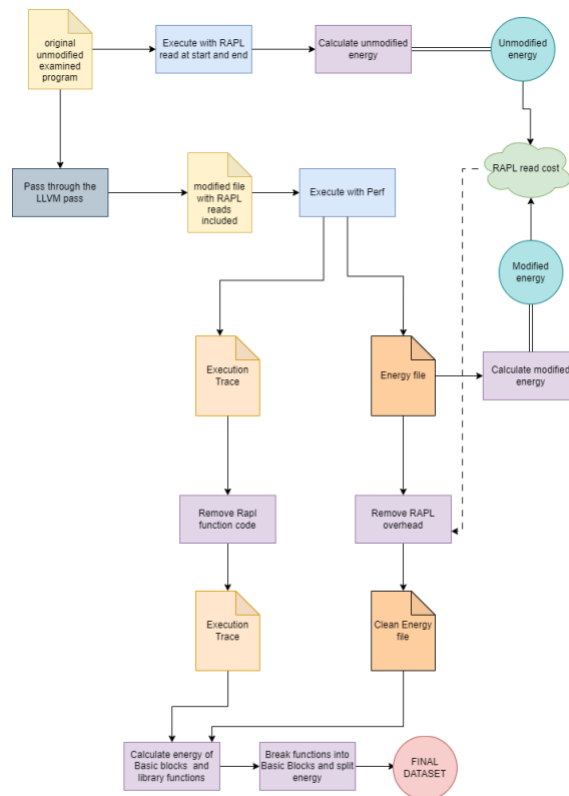 original
unmodified
examined
program
Execute with RAPL
read at start and end
Calculate unmodified
energy
Unmodified
energy
Pass through the
LLVM pass
modified file
with RAPL
reads
included
Execute with Perf
RAPL read cost
Modified
energy
Execution
Trace
Energy file
Calculate modified
energy
Remove Rapl
function code
Remove RAPL
overhead
Execution
Trace
Clean Energy
file
Calculate energy of
Basic blocks and
library functions
Break functions into
Basic Blocks and split
energy
FINAL
DATASET